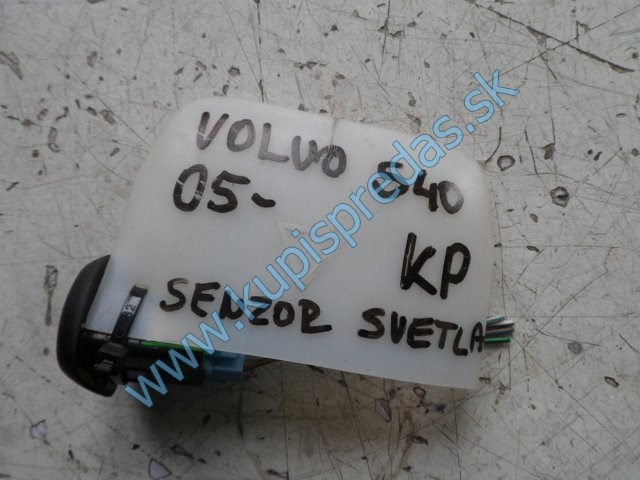 VOLVO S40
05-
KP
SENZOR SVETLA
www.kupispredas.sk